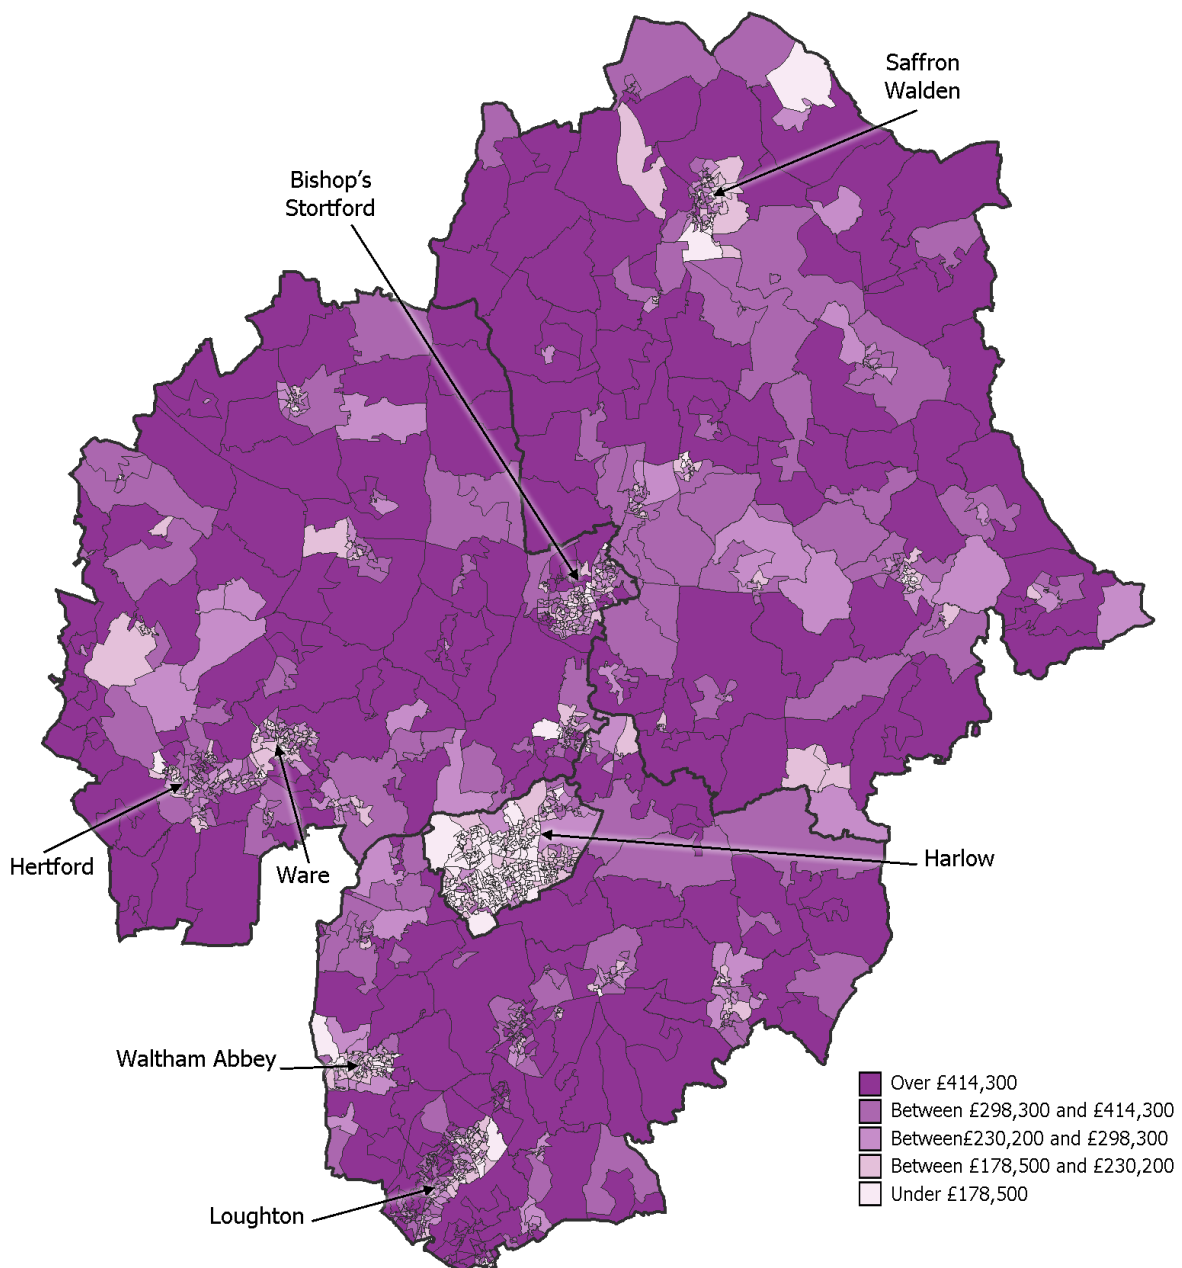 Saffron
Walden
Bishop's
Stortford
Hertford
Ware
Harlow
Waltham Abbey
Loughton
Over £414,300
Between £298,300 and £414,300
Between£230,200 and £298,300
Between £178,500 and £230,200
Under £178,500